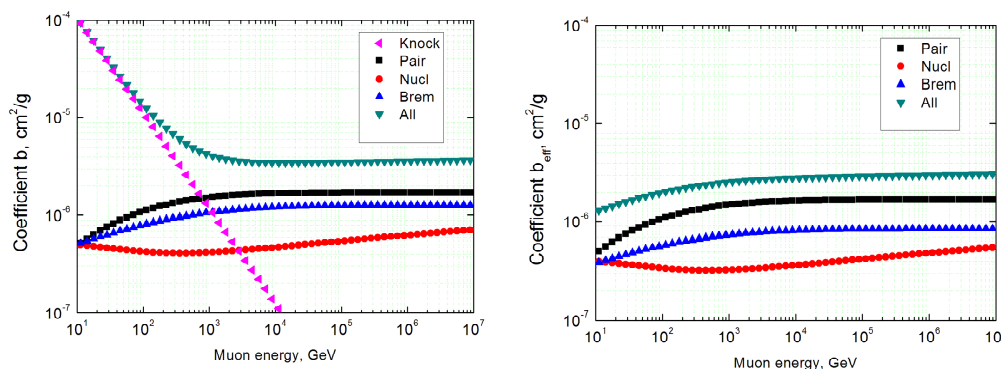 10⁻⁴
10⁻⁵
10⁻⁶
10⁻⁷
Coefficient b, cm²/g
Knock
Pair
Nucl
Brem
All
10¹ 10² 10³ 10⁴ 10⁵ 10⁶ 10⁷
Muon energy, GeV
10⁻⁴
10⁻⁵
10⁻⁶
10⁻⁷
Coefficient b_eff, cm²/g
Pair
Nucl
Brem
All
10¹ 10² 10³ 10⁴ 10⁵ 10⁶ 10
Muon energy, GeV